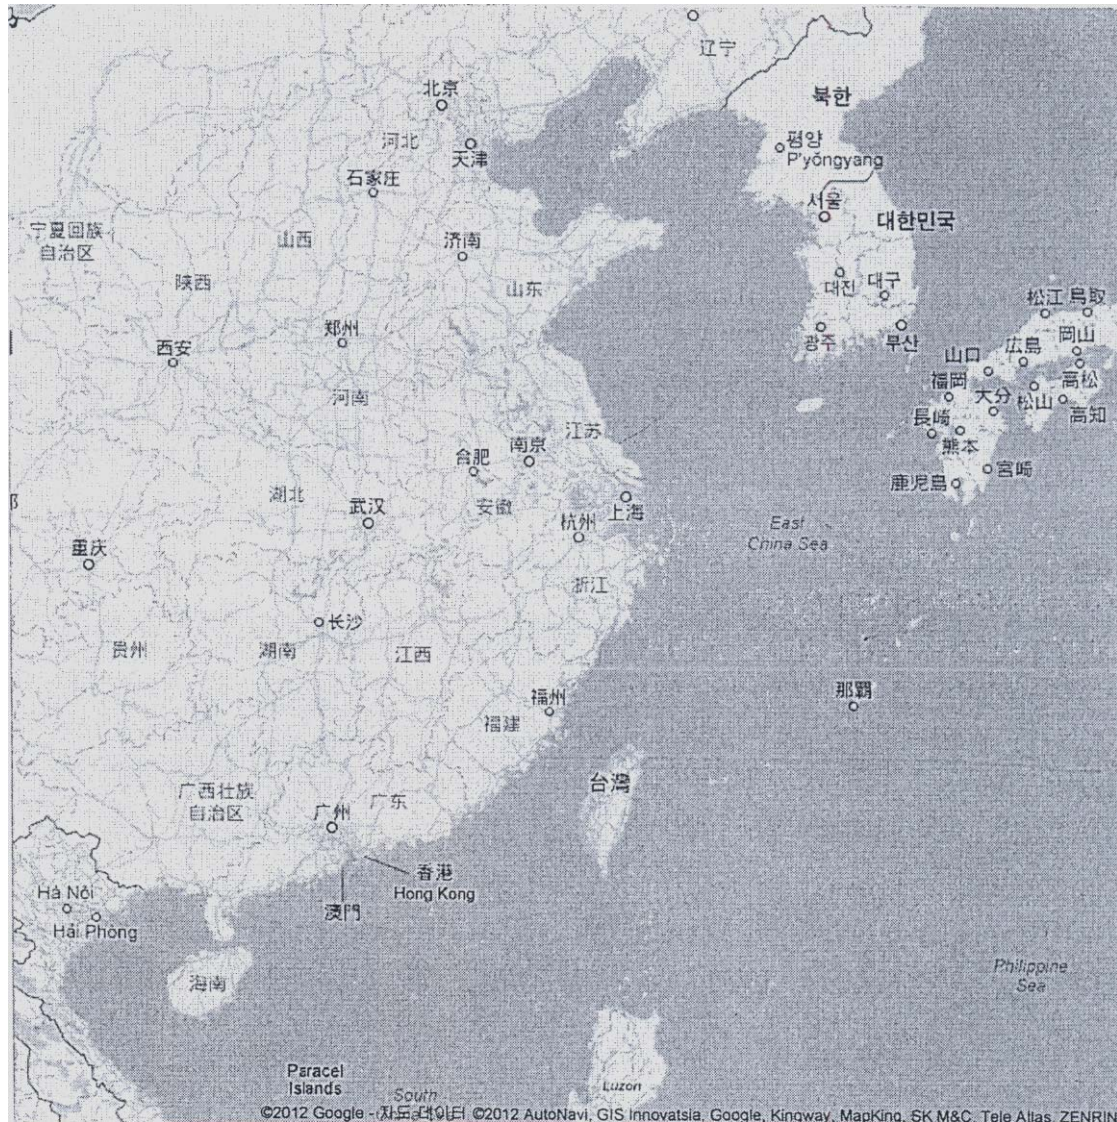 辽宁
北京
북한
河北
天津
평양
P'yŏngyang
石家庄
서울
宁夏回族
自治区
山西
济南
대한민국
陕西
山东
대전
대구
松江
鳥取
郑州
광주
부산
岡山
西安
山口
広島
河南
福岡
大分
松山
高松
高知
江苏
長崎
合肥
南京
熊本
宮崎
鹿児島
湖北
武汉
安徽
杭州
上海
East
China Sea
重庆
浙江
长沙
贵州
湖南
江西
那覇
福州
福建
台灣
广西壮族
自治区
广州
广东
香港
Hong Kong
澳門
Hà Nội
Hải Phòng
海南
Philippine
Sea
Paracel
Islands
Luzon
South
©2012 Google - 지도 데이터 ©2012 AutoNavi, GIS Innovatsia, Google, Kingway, MapKing, SK M&C, Tele Atlas, ZENRIN